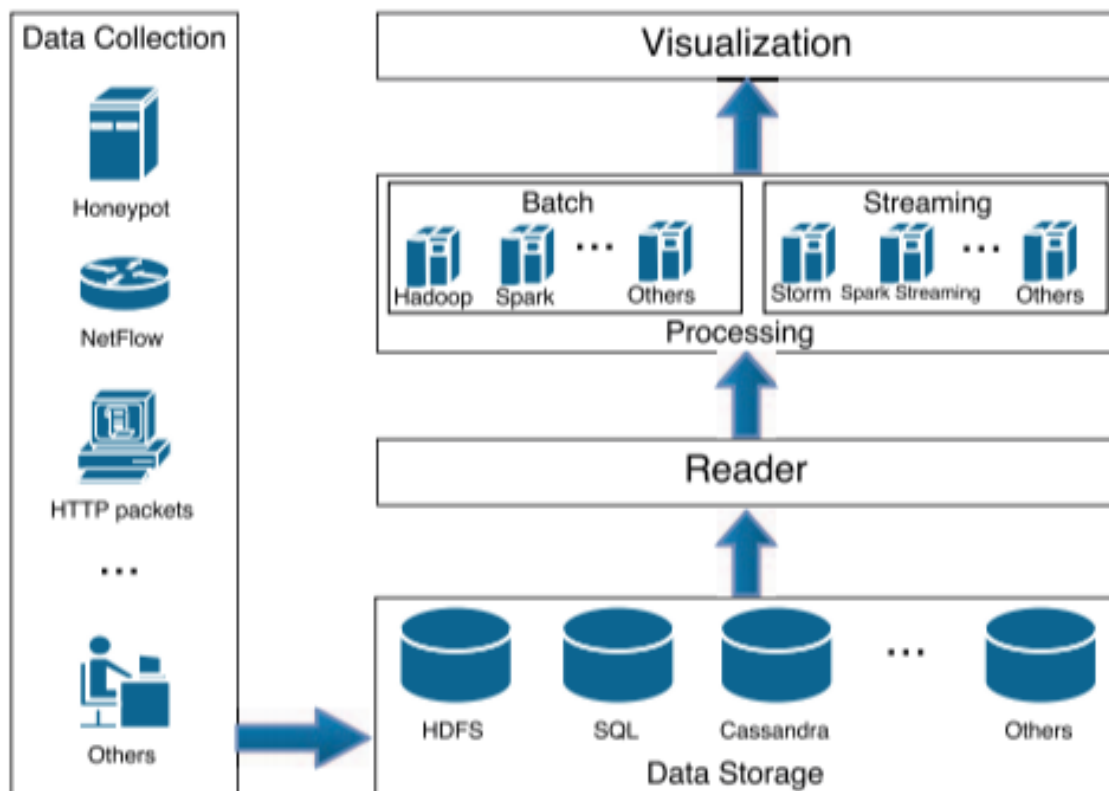 Data Collection
Honeypot
NetFlow
HTTP packets
...
Others
Visualization
Batch
Hadoop Spark ... Others
Streaming
Storm Spark Streaming ... Others
Processing
Reader
HDFS SQL Cassandra ... Others
Data Storage